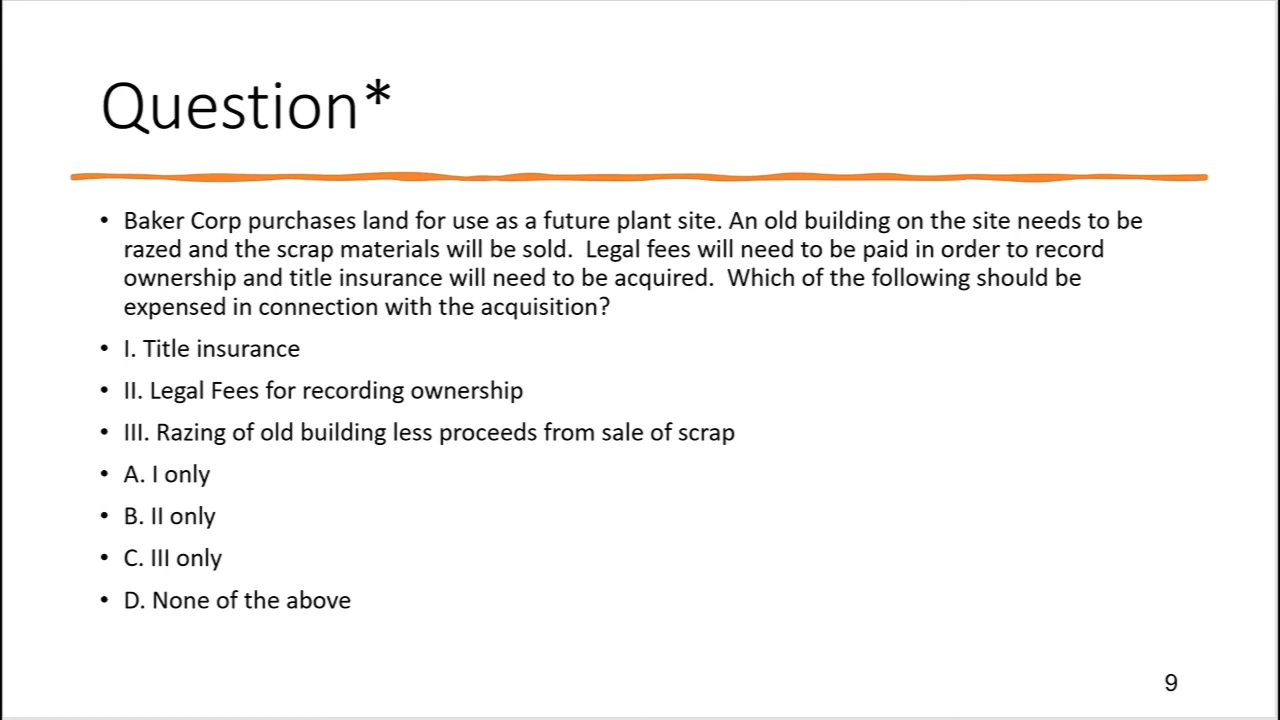 Question*
• Baker Corp purchases land for use as a future plant site. An old building on the site needs to be
razed and the scrap materials will be sold.  Legal fees will need to be paid in order to record
ownership and title insurance will need to be acquired.  Which of the following should be
expensed in connection with the acquisition?
• I. Title insurance
• II. Legal Fees for recording ownership
• III. Razing of old building less proceeds from sale of scrap
• A. I only
• B. II only
• C. III only
• D. None of the above
9